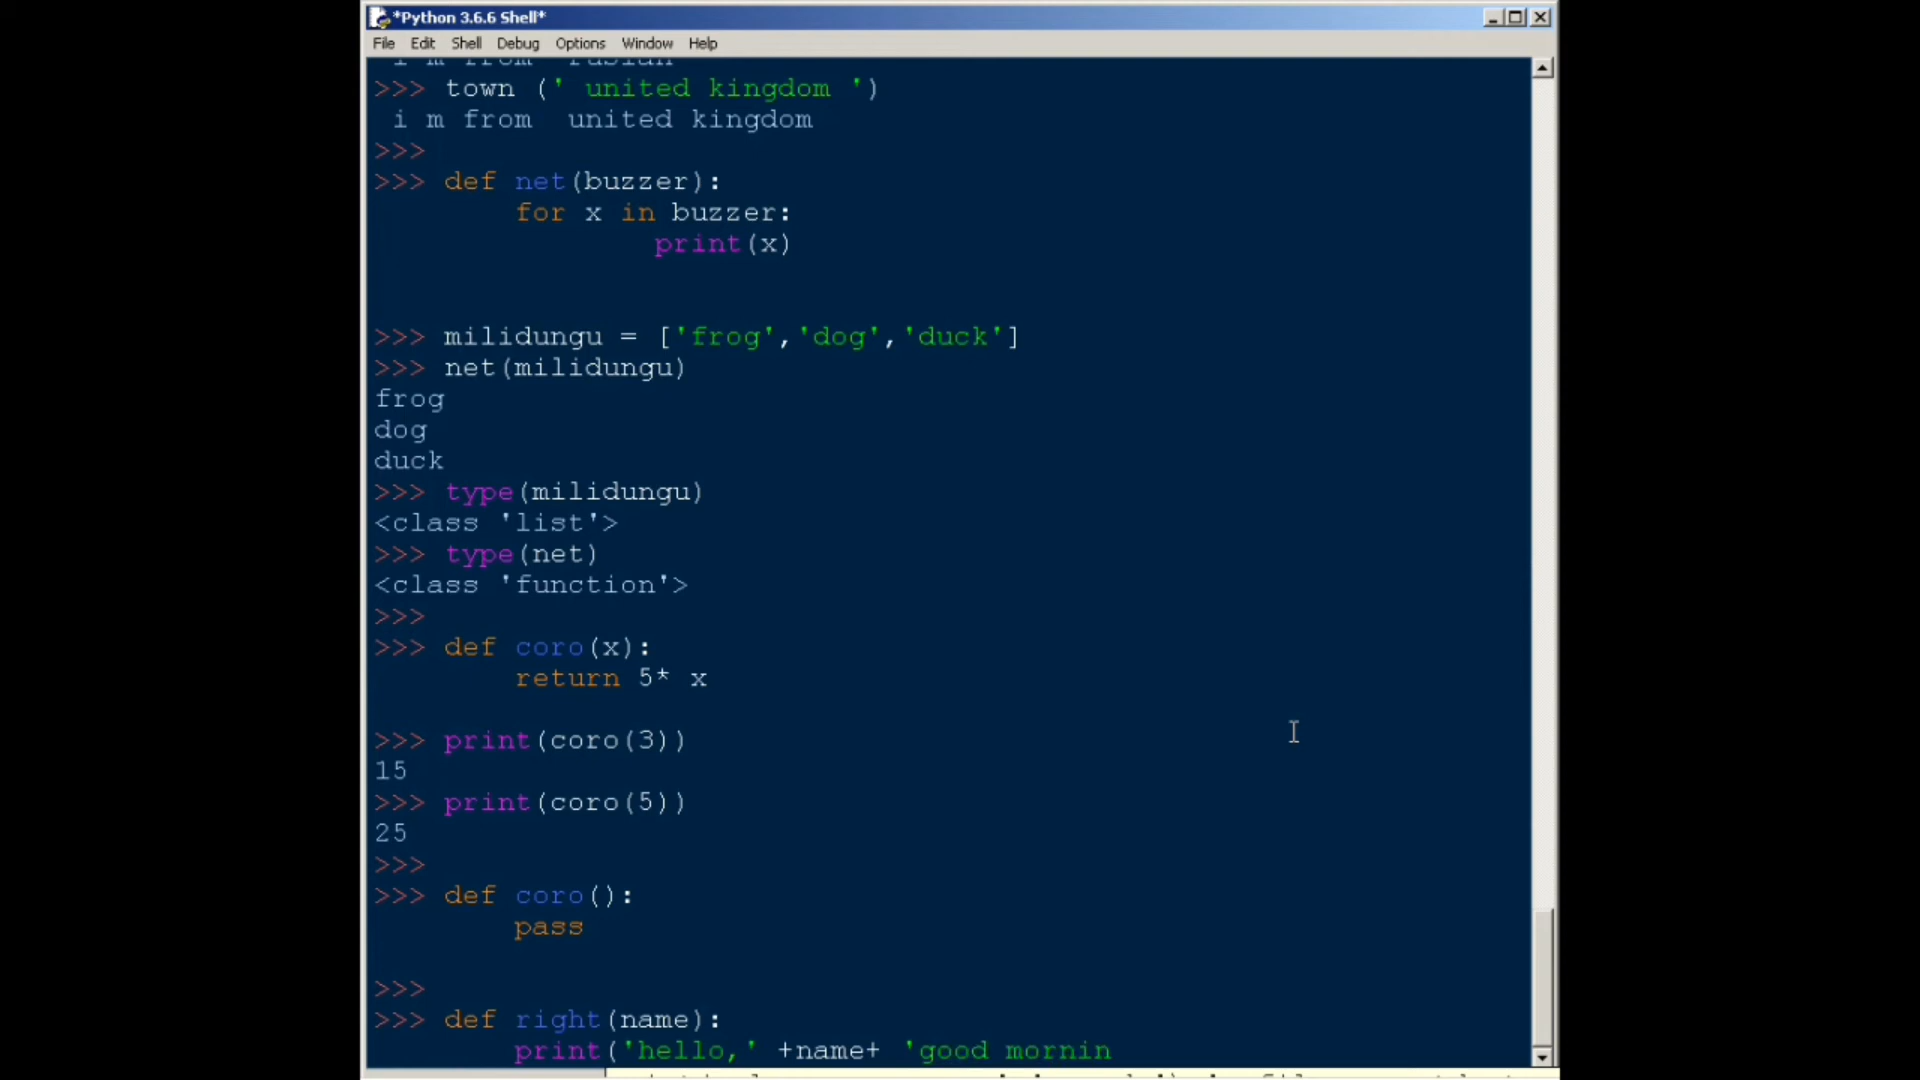 *Python 3.6.6 Shell*
File Edit Shell Debug Options Window Help
i m from
>>> town (' united kingdom ')
 i m from  united kingdom
>>>
>>> def net(buzzer):
        for x in buzzer:
                print(x)
>>> milidungu = ['frog','dog','duck']
>>> net(milidungu)
frog
dog
duck
>>> type(milidungu)
<class 'list'>
>>> type(net)
<class 'function'>
>>>
>>> def coro(x):
        return 5* x
>>> print(coro(3))
15
>>> print(coro(5))
25
>>>
>>> def coro():
        pass
>>>
>>> def right(name):
        print('hello,' +name+ 'good mornin